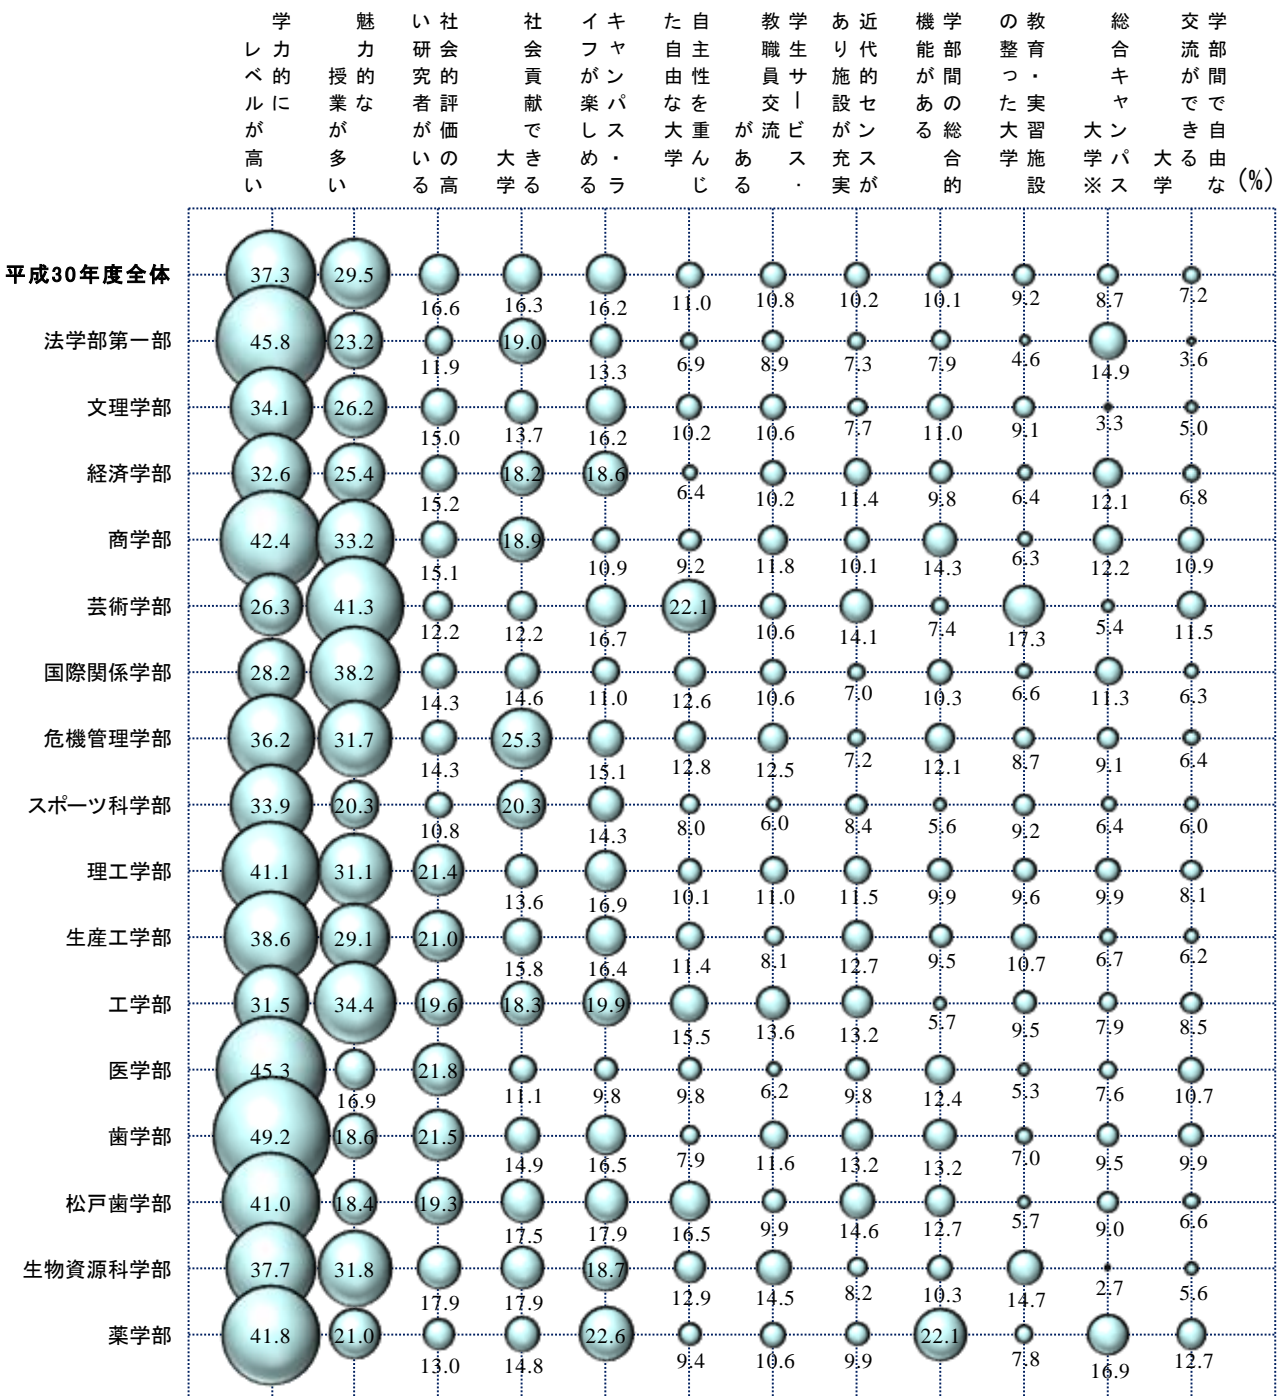 学力的に
レベルが高い
魅力的な
授業が多い
社会的評価の高
い研究者がいる
社会貢献できる
大学
キャンパス・ラ
イフが楽しめる
自主性を重んじ
た自由な大学
学生サービス・
教職員交流
がある
近代的センスが
あり施設が充実
学部間の総合的
機能がある
教育・実習施設
の整った大学
総合キャンパス
大学※
学部間で自由な
交流ができる
大学
(%)
平成30年度全体 37.3 29.5 16.6 16.3 16.2 11.0 10.8 10.2 10.1 9.2 8.7 7.2
法学部第一部 45.8 23.2 11.9 19.0 13.3 6.9 8.9 7.3 7.9 4.6 14.9 3.6
文理学部 34.1 26.2 15.0 13.7 16.2 10.2 10.6 7.7 11.0 9.1 3.3 5.0
経済学部 32.6 25.4 15.2 18.2 18.6 6.4 10.2 11.4 9.8 6.4 12.1 6.8
商学部 42.4 33.2 15.1 18.9 10.9 9.2 11.8 10.1 14.3 6.3 12.2 10.9
芸術学部 26.3 41.3 12.2 12.2 16.7 22.1 10.6 14.1 7.4 17.3 5.4 11.5
国際関係学部 28.2 38.2 14.3 14.6 11.0 12.6 10.6 7.0 10.3 6.6 11.3 6.3
危機管理学部 36.2 31.7 14.3 25.3 15.1 12.8 12.5 7.2 12.1 8.7 9.1 6.4
スポーツ科学部 33.9 20.3 10.8 20.3 14.3 8.0 6.0 8.4 5.6 9.2 6.4 6.0
理工学部 41.1 31.1 21.4 13.6 16.9 10.1 11.0 11.5 9.9 9.6 9.9 8.1
生産工学部 38.6 29.1 21.0 15.8 16.4 11.4 8.1 12.7 9.5 10.7 6.7 6.2
工学部 31.5 34.4 19.6 18.3 19.9 15.5 13.6 13.2 5.7 9.5 7.9 8.5
医学部 45.3 16.9 21.8 11.1 9.8 9.8 6.2 9.8 12.4 5.3 7.6 10.7
歯学部 49.2 18.6 21.5 14.9 16.5 7.9 11.6 13.2 13.2 7.0 9.5 9.9
松戸歯学部 41.0 18.4 19.3 17.5 17.9 16.5 9.9 14.6 12.7 5.7 9.0 6.6
生物資源科学部 37.7 31.8 17.9 17.9 18.7 12.9 14.5 8.2 10.3 14.7 2.7 5.6
薬学部 41.8 21.0 13.0 14.8 22.6 9.4 10.6 9.9 22.1 7.8 16.9 12.7